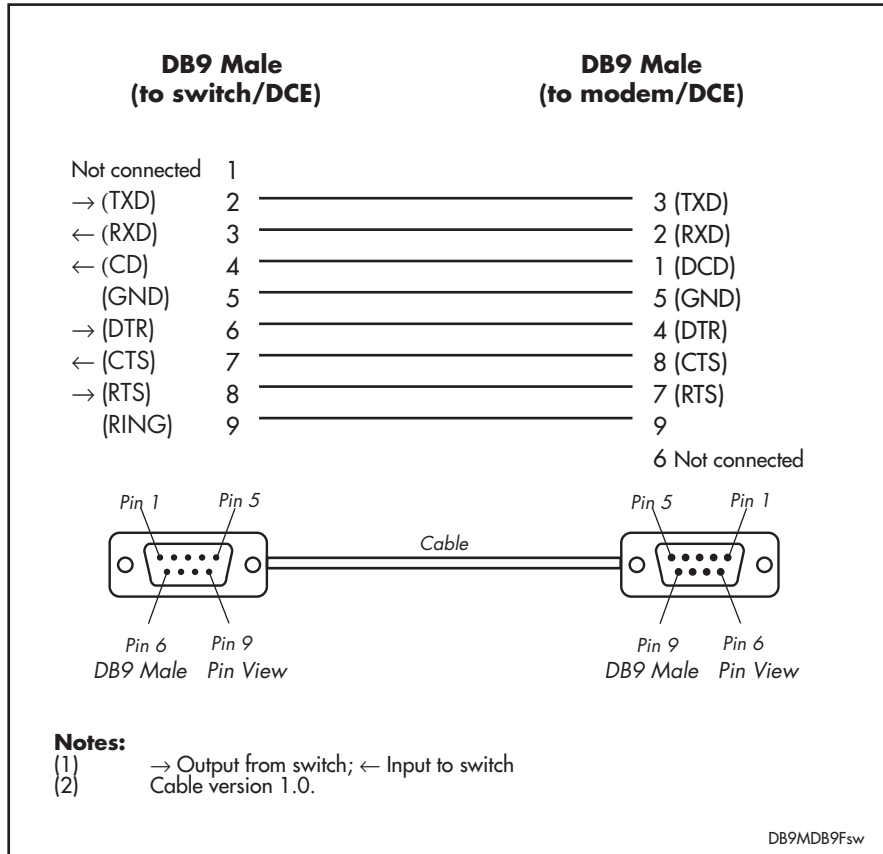 DB9 Male DB9 Male
(to switch/DCE) (to modem/DCE)
Not connected 1
→ (TXD) 2 3 (TXD)
← (RXD) 3 2 (RXD)
← (CD) 4 1 (DCD)
(GND) 5 5 (GND)
→ (DTR) 6 4 (DTR)
← (CTS) 7 8 (CTS)
→ (RTS) 8 7 (RTS)
(RING) 9 9
6 Not connected
Pin 1 Pin 5 Pin 5 Pin 1
Cable
Pin 6 Pin 9 Pin 9 Pin 6
DB9 Male Pin View DB9 Male Pin View
Notes:
(1) → Output from switch; ← Input to switch
(2) Cable version 1.0.
DB9MDB9Fsw